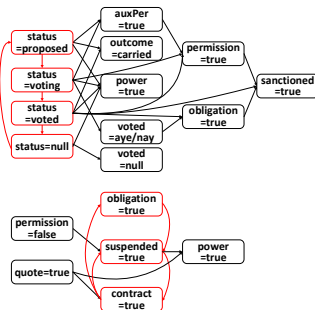 auxPer
=true
status
=proposed
outcome
=carried
permission
=true
status
=voting
power
=true
sanctioned
=true
status
=voted
obligation
=true
voted
=aye/nay
status=null
voted
=null
obligation
=true
permission
=false
suspended
=true
power
=true
quote=true
contract
=true